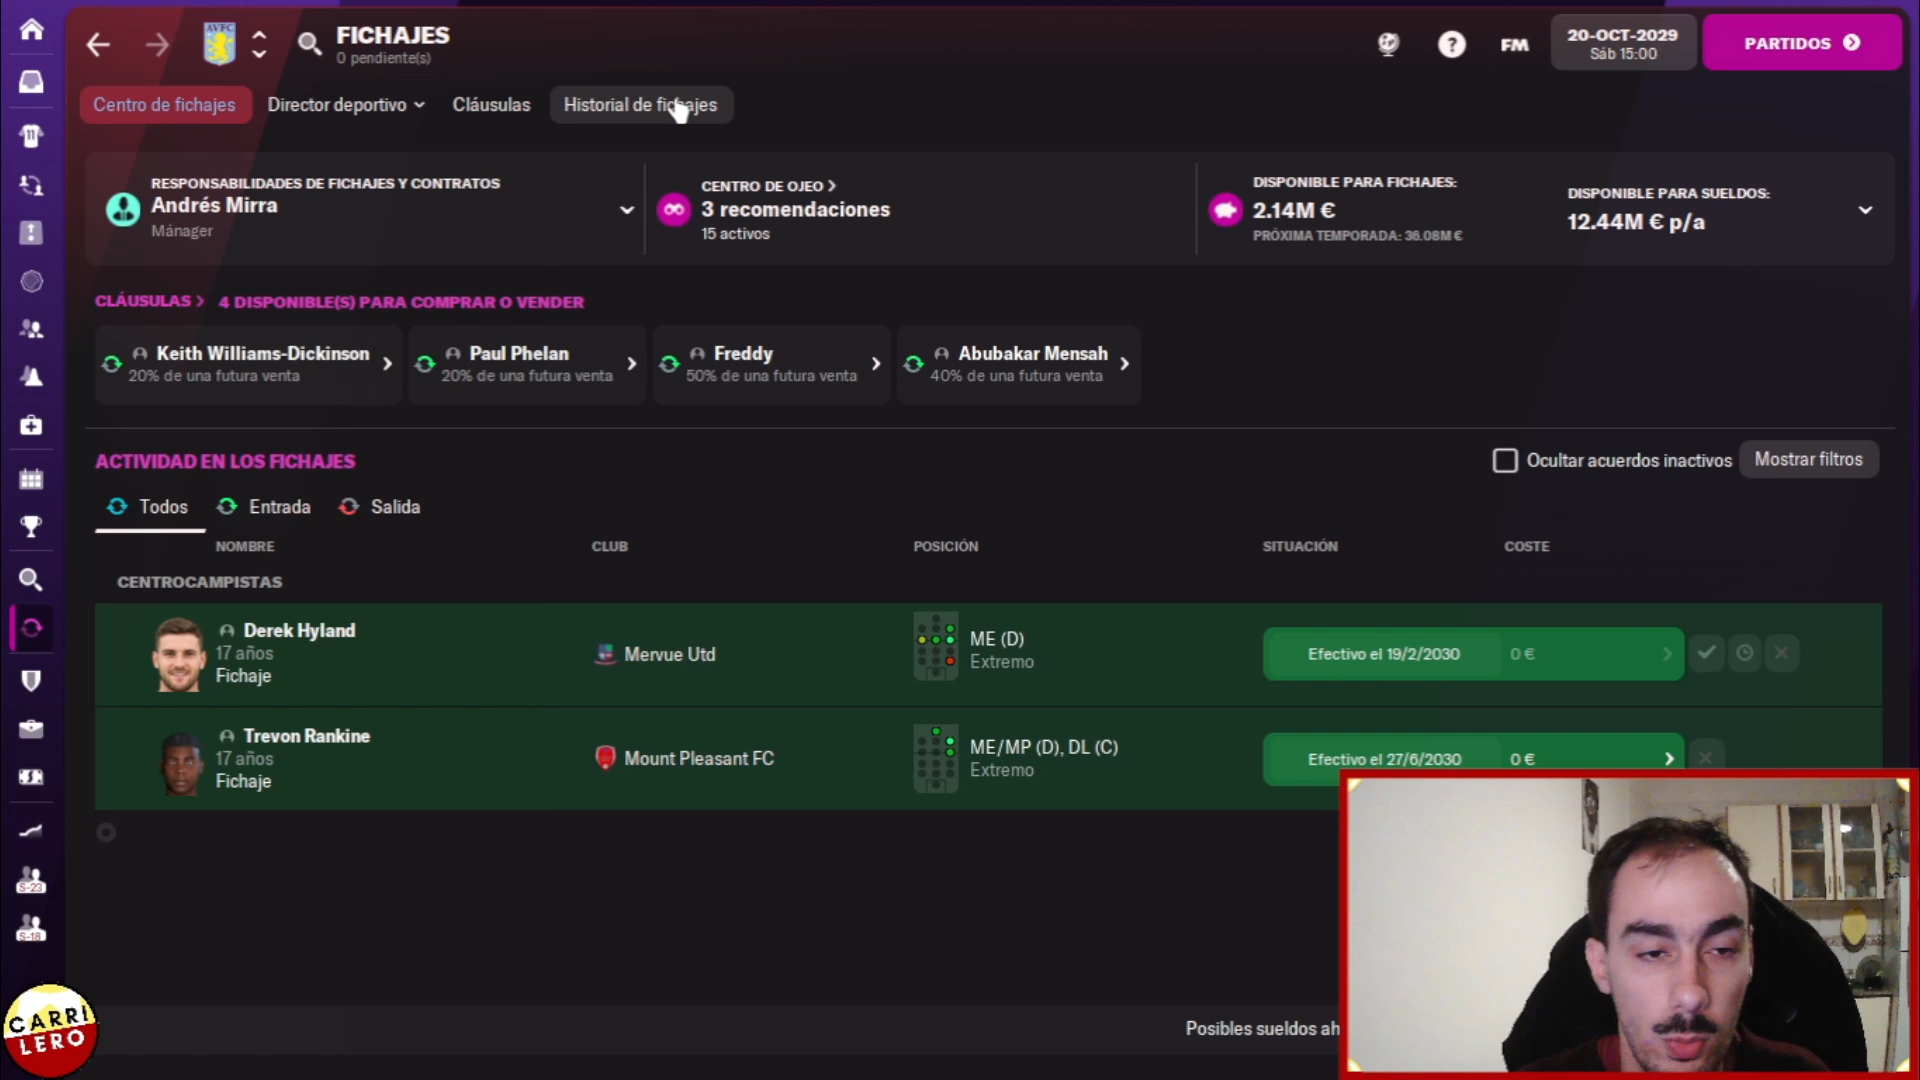 AVFC
FICHAJES
0 pendiente(s)
FM
20-OCT-2029
Sáb 15:00
PARTIDOS
Centro de fichajes
Director deportivo
Cláusulas
Historial de fichajes
RESPONSABILIDADES DE FICHAJES Y CONTRATOS
Andrés Mirra
Mánager
CENTRO DE OJEO
3 recomendaciones
15 activos
DISPONIBLE PARA FICHAJES:
2.14M €
PRÓXIMA TEMPORADA: 36.08M €
DISPONIBLE PARA SUELDOS:
12.44M € p/a
CLÁUSULAS 4 DISPONIBLE(S) PARA COMPRAR O VENDER
Keith Williams-Dickinson
20% de una futura venta
Paul Phelan
20% de una futura venta
Freddy
50% de una futura venta
Abubakar Mensah
40% de una futura venta
ACTIVIDAD EN LOS FICHAJES
Ocultar acuerdos inactivos
Mostrar filtros
Todos
Entrada
Salida
NOMBRE
CLUB
POSICIÓN
SITUACIÓN
COSTE
CENTROCAMPISTAS
Derek Hyland
17 años
Fichaje
Mervue Utd
ME (D)
Extremo
Efectivo el 19/2/2030
0 €
Trevon Rankine
17 años
Fichaje
Mount Pleasant FC
ME/MP (D), DL (C)
Extremo
Efectivo el 27/6/2030
0 €
S-23
S-18
CARRI
LERO
Posibles sueldos ah